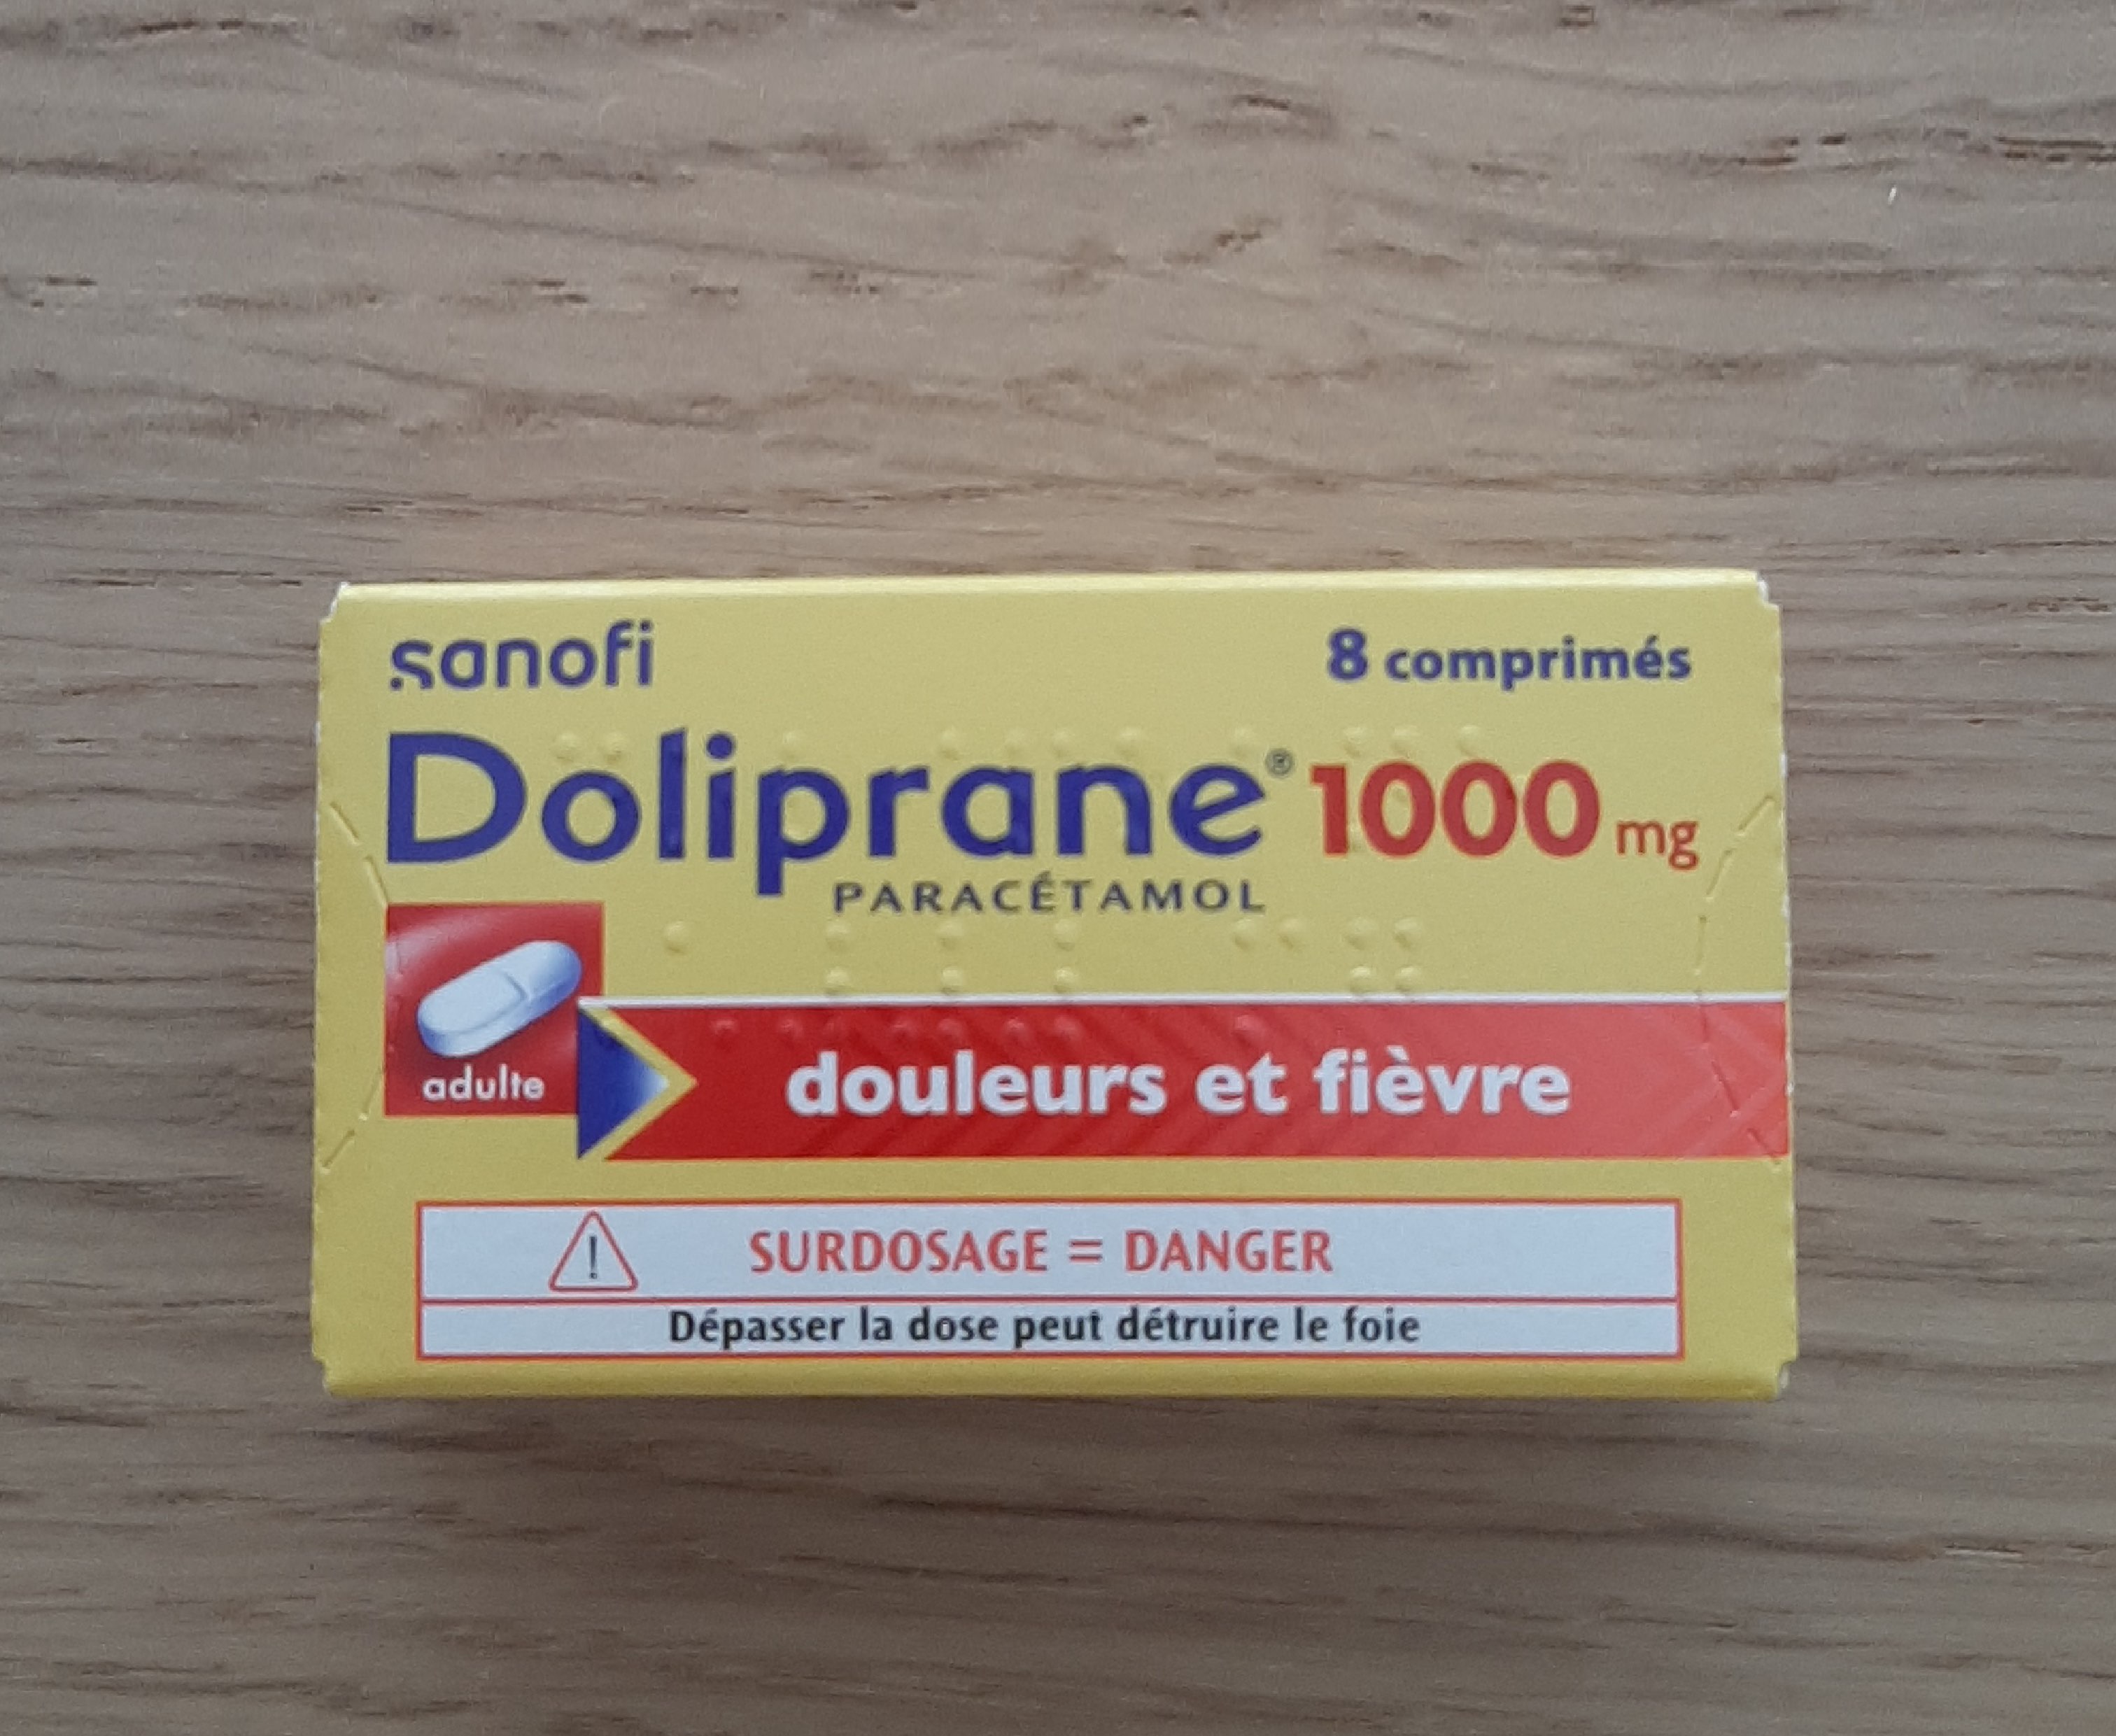 sanofi
8 comprimés
Doliprane® 1000 mg
PARACÉTAMOL
adulte
douleurs et fièvre
! SURDOSAGE = DANGER
Dépasser la dose peut détruire le foie